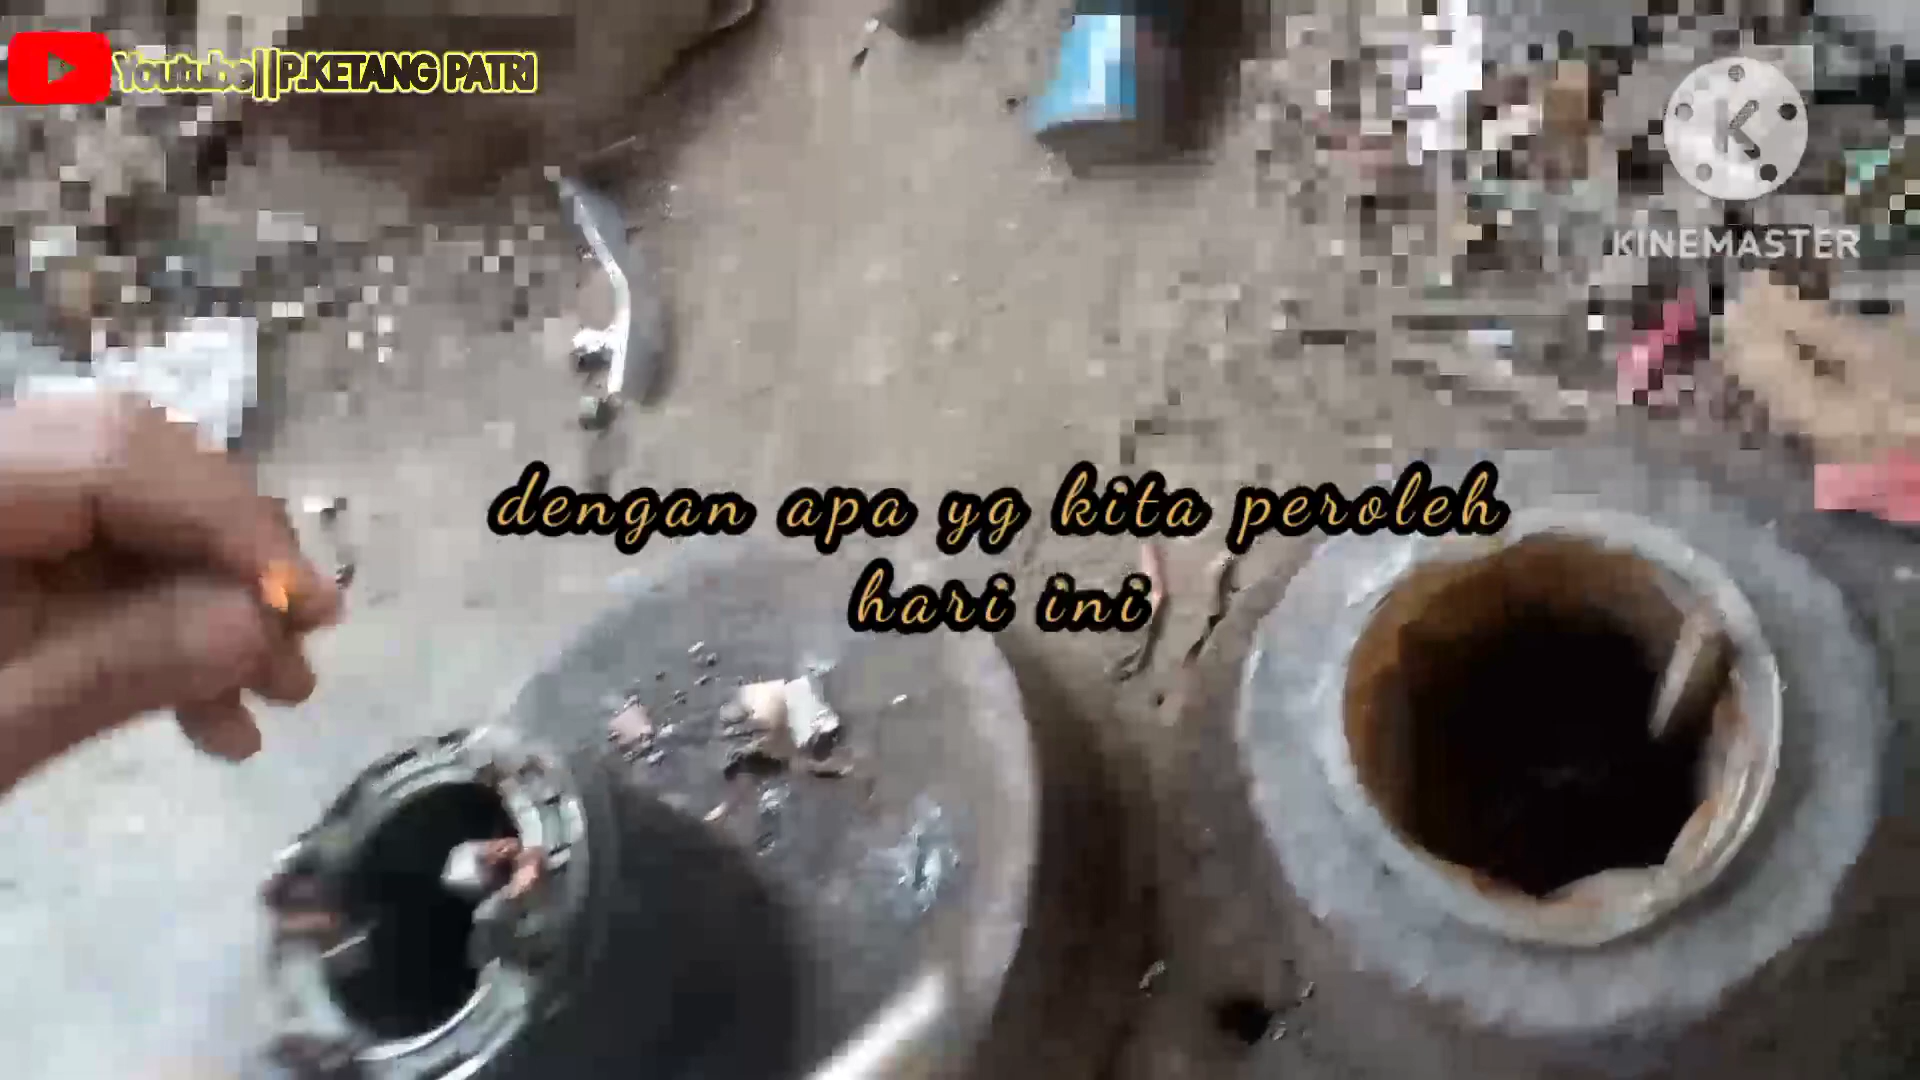 Youtube||P.KETANG PATRI
KINEMASTER
dengan apa yg kita peroleh
hari ini